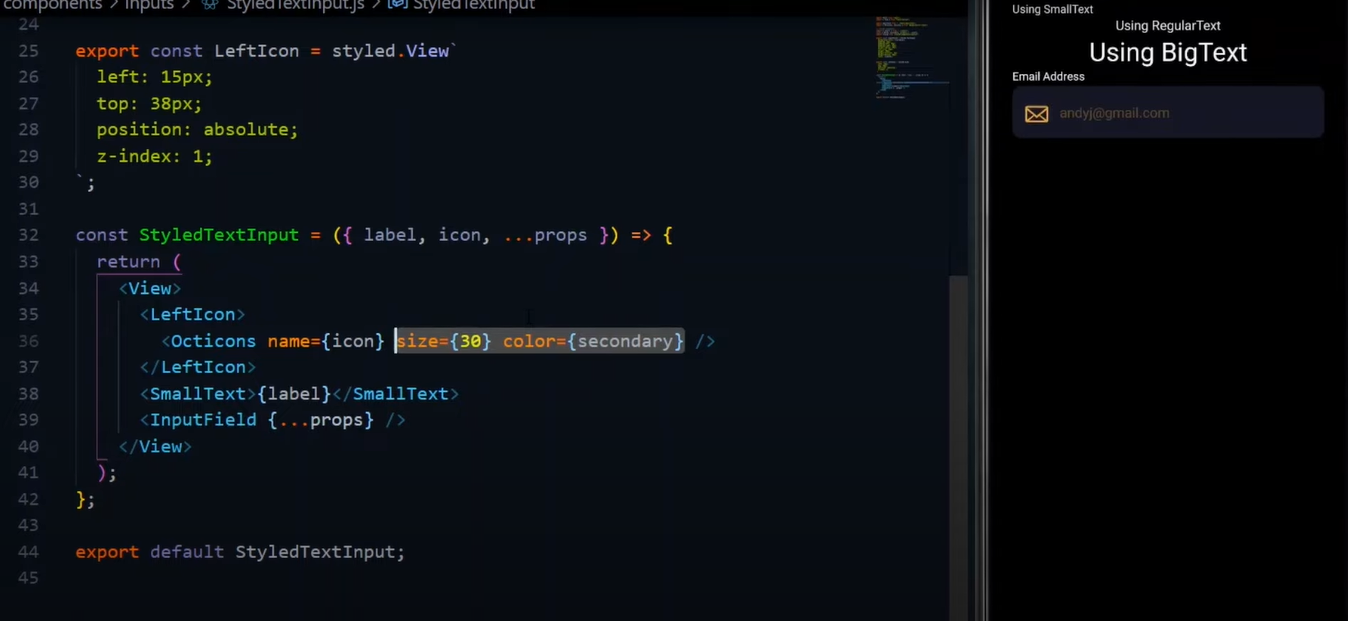 components > inputs > StyledTextInput.js > StyledTextInput
24
25 export const LeftIcon = styled.View`
26 left: 15px;
27 top: 38px;
28 position: absolute;
29 z-index: 1;
30 `;
31
32 const StyledTextInput = ({ label, icon, ...props }) => {
33 return (
34 <View>
35 <LeftIcon>
36 <Octicons name={icon} size={30} color={secondary} />
37 </LeftIcon>
38 <SmallText>{label}</SmallText>
39 <InputField {...props} />
40 </View>
41 );
42 };
43
44 export default StyledTextInput;
45
Using SmallText
Using RegularText
Using BigText
Email Address
andyj@gmail.com